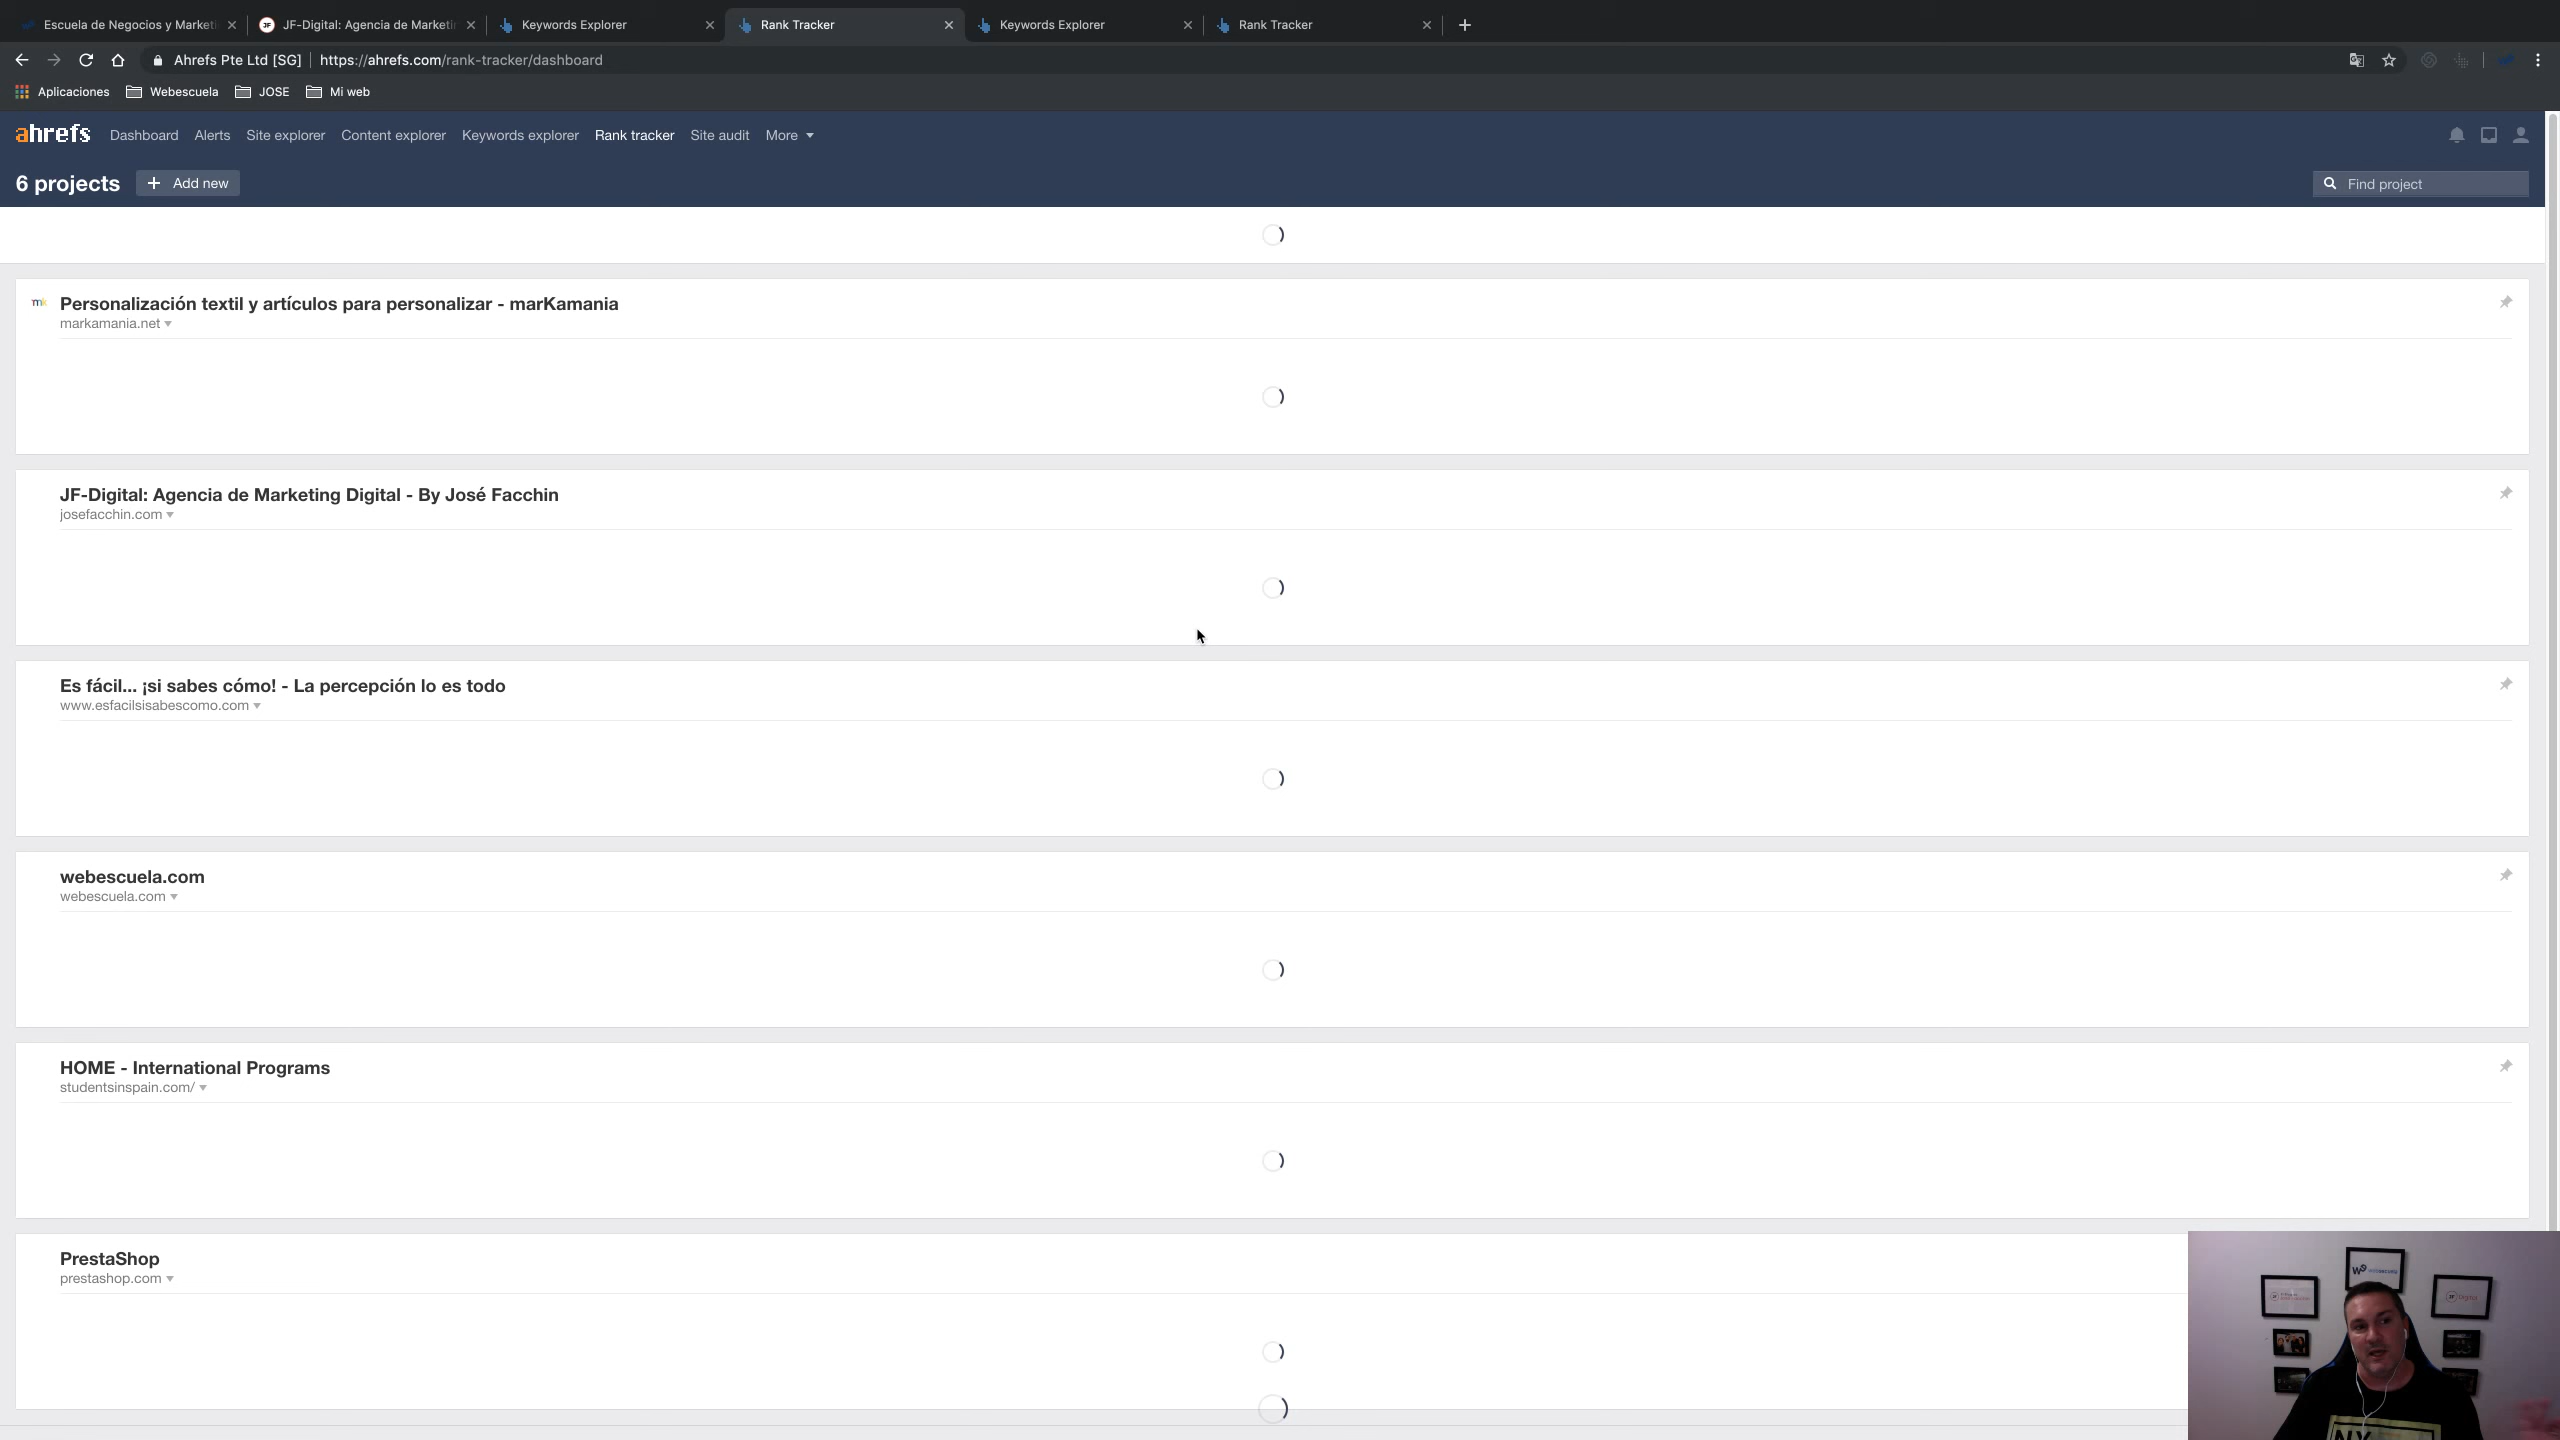 Escuela de Negocios y Marketi
JF-Digital: Agencia de Marketin
Keywords Explorer
Rank Tracker
Keywords Explorer
Rank Tracker
Ahrefs Pte Ltd [SG] | https://ahrefs.com/rank-tracker/dashboard
Aplicaciones
Webescuela
JOSE
Mi web
ahrefs
Dashboard
Alerts
Site explorer
Content explorer
Keywords explorer
Rank tracker
Site audit
More
6 projects
+ Add new
Find project
mk
Personalización textil y artículos para personalizar - marKamania
markamania.net
JF-Digital: Agencia de Marketing Digital - By José Facchin
josefacchin.com
Es fácil... ¡si sabes cómo! - La percepción lo es todo
www.esfacilsisabescomo.com
webescuela.com
webescuela.com
HOME - International Programs
studentsinspain.com/
PrestaShop
prestashop.com
NY